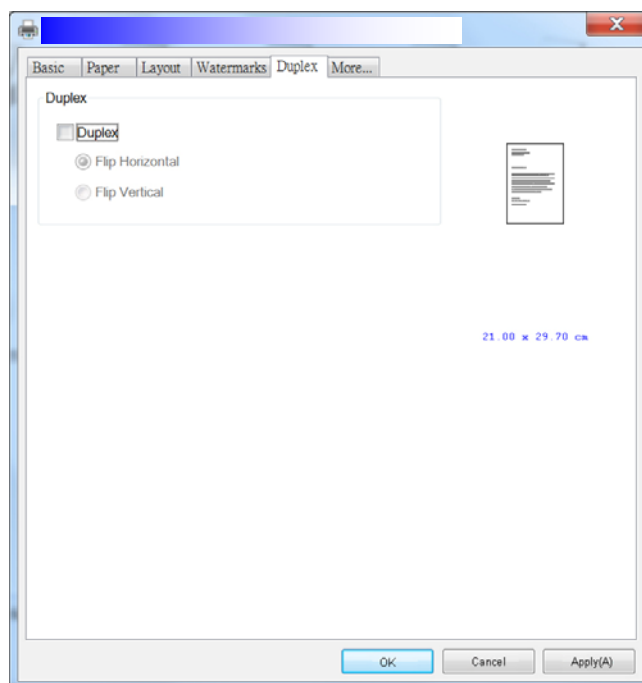 Basic Paper Layout Watermarks Duplex More...
Duplex
Duplex
Flip Horizontal
Flip Vertical
21.00 x 29.70 cm
OK Cancel Apply(A)